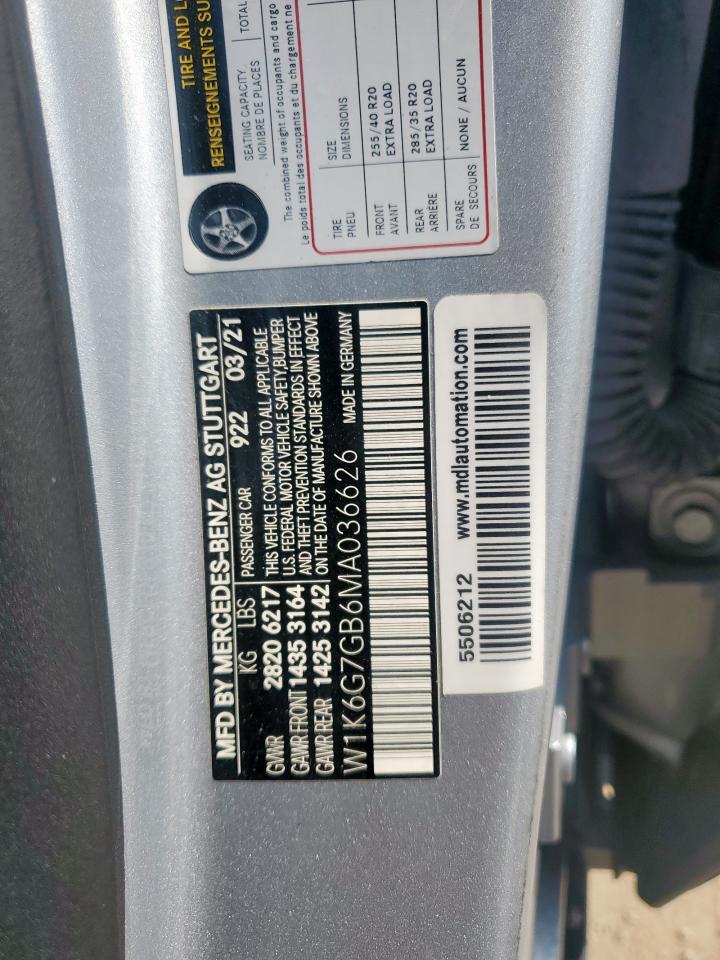 MFD BY MERCEDES-BENZ AG STUTTGART
KG LBS PASSENGER CAR 922 03/21
GVWR 2820 6217
GAWR FRONT 1435 3164
GAWR REAR 1425 3142
THIS VEHICLE CONFORMS TO ALL APPLICABLE
U.S. FEDERAL MOTOR VEHICLE SAFETY,BUMPER
AND THEFT PREVENTION STANDARDS IN EFFECT
ON THE DATE OF MANUFACTURE SHOWN ABOVE
W1K6G7GB6MA036626 MADE IN GERMANY
5506212 www.mdlautomation.com
TIRE AND
RENSEIGNEMENTS SU
SEATING CAPACITY TOTAL
NOMBRE DE PLACES
The combined weight of occupants and cargo
Le poids total des occupants et du chargement ne
TIRE SIZE
PNEU DIMENSIONS
FRONT 255/40 R20
AVANT EXTRA LOAD
REAR 285/35 R20
ARRIÈRE EXTRA LOAD
SPARE NONE / AUCUN
DE SECOURS